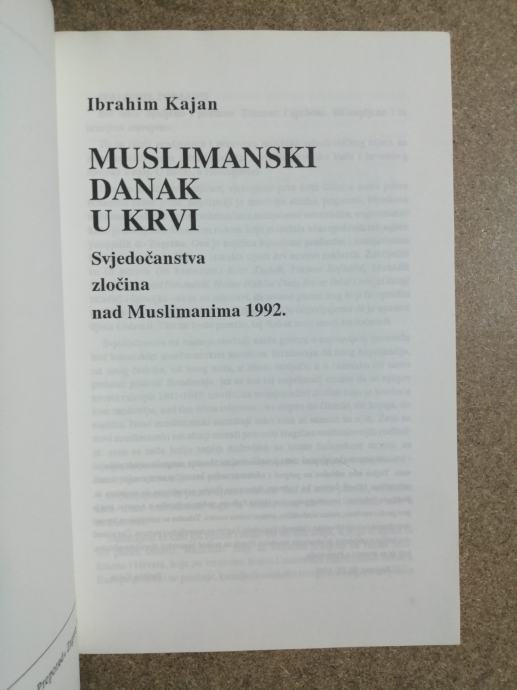 Ibrahim Kajan
MUSLIMANSKI
DANAK
U KRVI
Svjedočanstva
zločina
nad Muslimanima 1992.